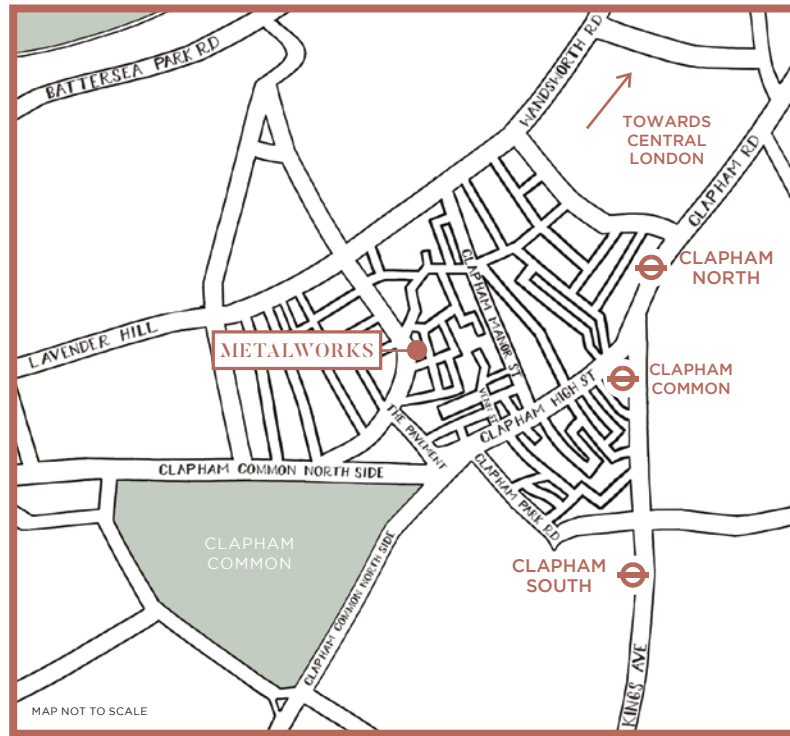 BATTERSEA PARK RD
WANDSWORTH RD
TOWARDS
CENTRAL
LONDON
CLAPHAM RD
CLAPHAM
NORTH
CLAPHAM MANOR ST
LAVENDER HILL
METALWORKS
CLAPHAM
COMMON
VENN ST
CLAPHAM HIGH ST
THE PAVEMENT
CLAPHAM COMMON NORTH SIDE
CLAPHAM PARK RD
CLAPHAM
COMMON
CLAPHAM COMMON NORTH SIDE
CLAPHAM
SOUTH
KINGS AVE
MAP NOT TO SCALE